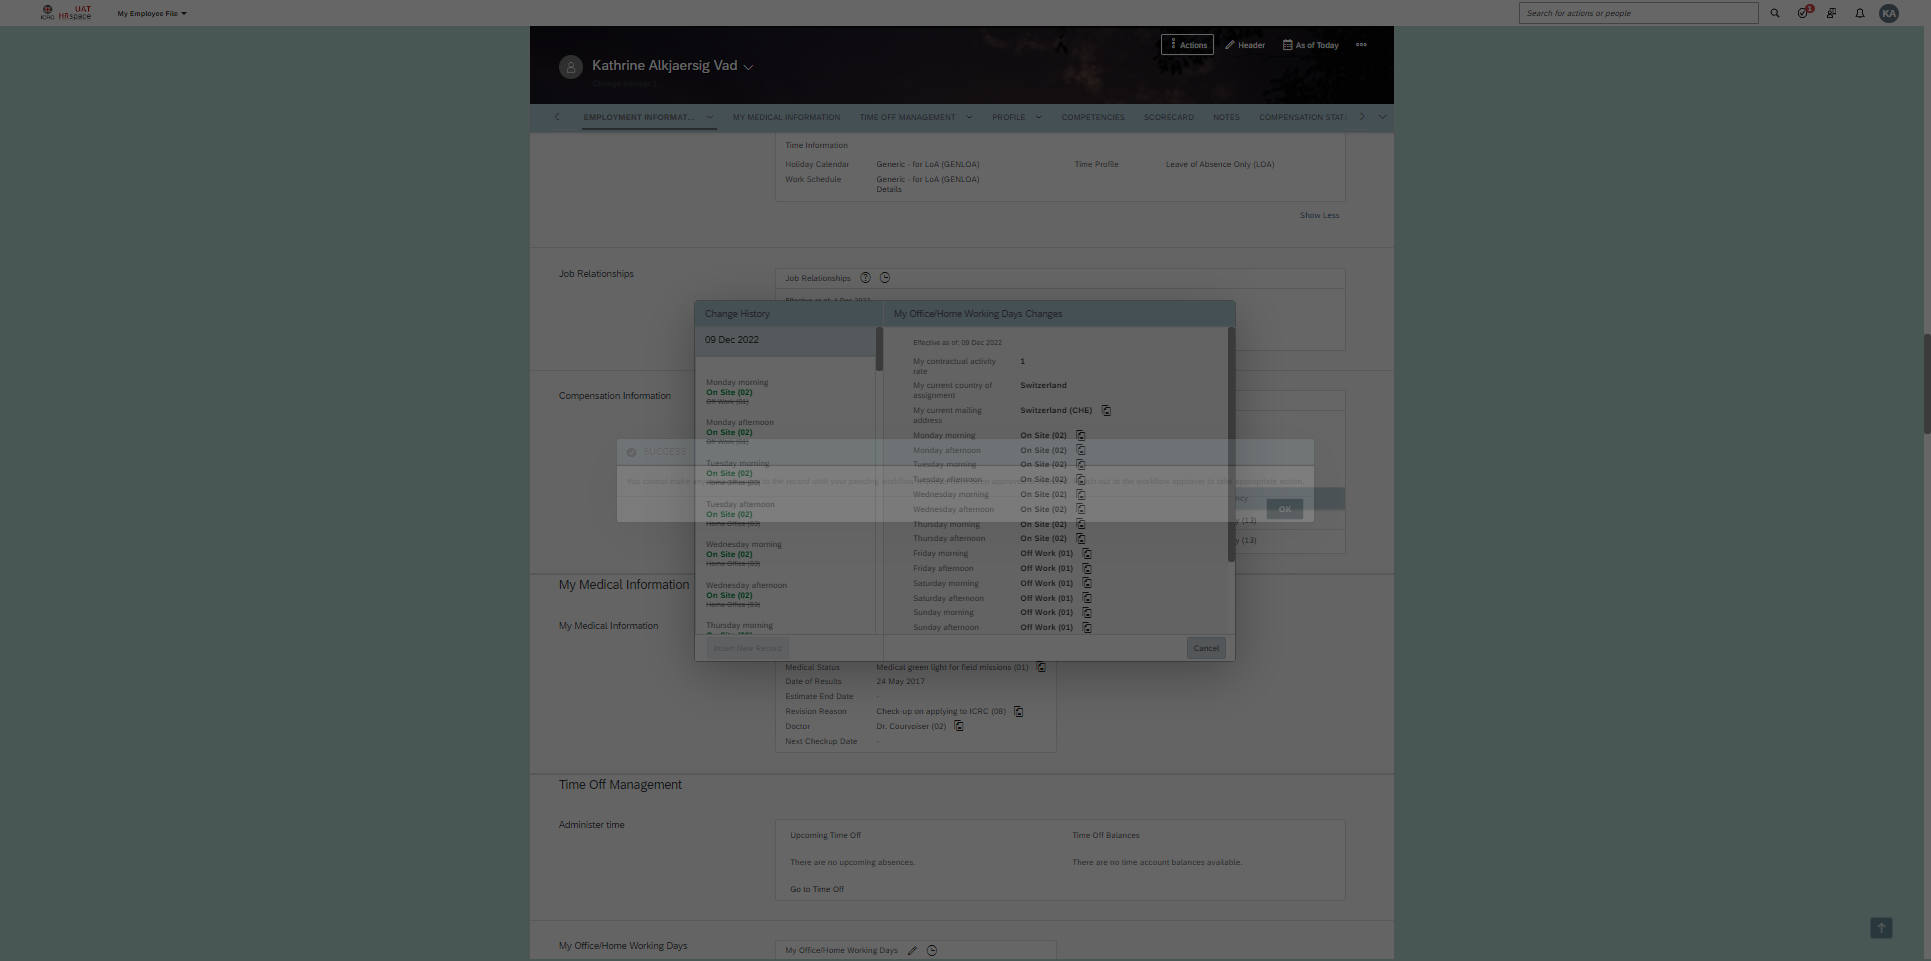 ICRC
UAT
HRspace
My Employee File
Search for actions or people
1
KA
Actions
Header
As of Today
Kathrine Alkjaersig Vad
EMPLOYMENT INFORMAT...
MY MEDICAL INFORMATION
TIME OFF MANAGEMENT
PROFILE
COMPETENCIES
SCORECARD
NOTES
COMPENSATION STAT
Time Information
Holiday Calendar
Generic - for LoA (GENLOA)
Time Profile
Leave of Absence Only (LOA)
Work Schedule
Generic - for LoA (GENLOA)
Details
Show Less
Job Relationships
Job Relationships
Compensation Information
Change History
09 Dec 2022
Monday morning
On Site (02)
Off Work (01)
Monday afternoon
On Site (02)
Off Work (01)
Tuesday morning
On Site (02)
Home Office (03)
Tuesday afternoon
On Site (02)
Home Office (03)
Wednesday morning
On Site (02)
Home Office (03)
Wednesday afternoon
On Site (02)
Home Office (03)
Thursday morning
Insert New Record
My Office/Home Working Days Changes
Effective as of: 09 Dec 2022
My contractual activity rate
1
My current country of assignment
Switzerland
My current mailing address
Switzerland (CHE)
Monday morning
On Site (02)
Monday afternoon
On Site (02)
Tuesday morning
On Site (02)
Tuesday afternoon
On Site (02)
Wednesday morning
On Site (02)
Wednesday afternoon
On Site (02)
Thursday morning
On Site (02)
Thursday afternoon
On Site (02)
Friday morning
Off Work (01)
Friday afternoon
Off Work (01)
Saturday morning
Off Work (01)
Saturday afternoon
Off Work (01)
Sunday morning
Off Work (01)
Sunday afternoon
Off Work (01)
Cancel
SUCCESS
You cannot make
to the record until your pending workflow
OK
ncy
y (13)
y (13)
My Medical Information
My Medical Information
Medical Status
Medical green light for field missions (01)
Date of Results
24 May 2017
Estimate End Date
-
Revision Reason
Check-up on applying to ICRC (08)
Doctor
Dr. Courvoiser (02)
Next Checkup Date
-
Time Off Management
Administer time
Upcoming Time Off
Time Off Balances
There are no upcoming absences.
There are no time account balances available.
Go to Time Off
My Office/Home Working Days
My Office/Home Working Days